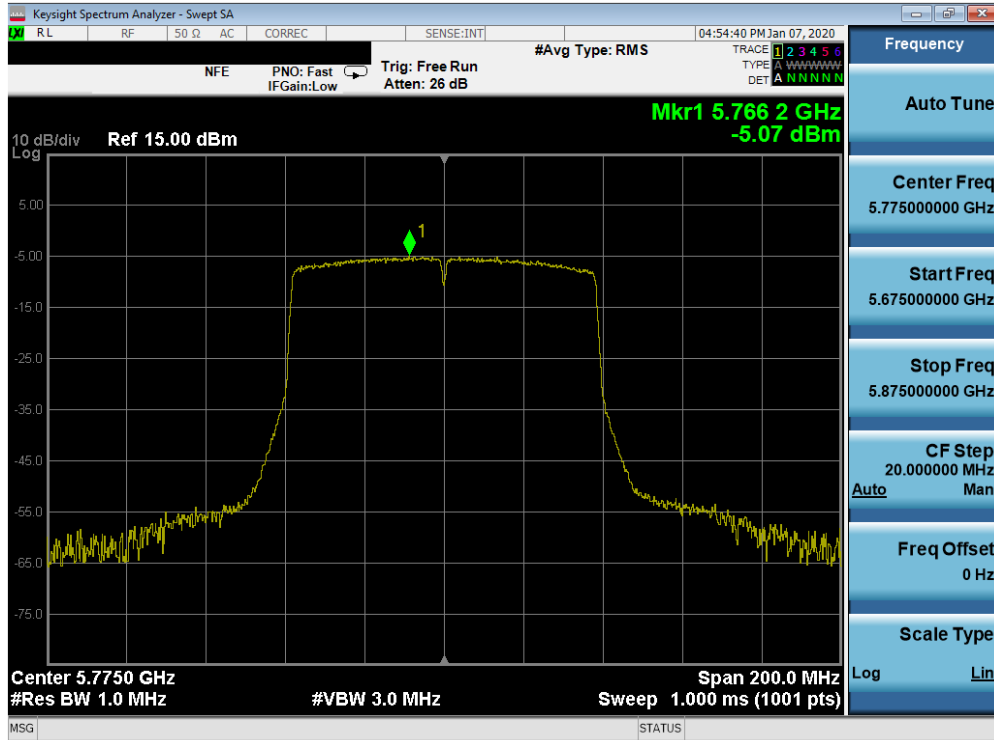 Keysight Spectrum Analyzer - Swept SA
LXI RL RF 50 Ω AC CORREC SENSE:INT 04:54:40 PM Jan 07, 2020
#Avg Type: RMS TRACE 1 2 3 4 5 6
NFE PNO: Fast Trig: Free Run TYPE A WWWWW
IFGain:Low Atten: 26 dB DET A N N N N N
Mkr1 5.766 2 GHz
-5.07 dBm
10 dB/div Ref 15.00 dBm
Log
1
5.00
-5.00
-15.0
-25.0
-35.0
-45.0
-55.0
-65.0
-75.0
Center 5.7750 GHz Span 200.0 MHz
#Res BW 1.0 MHz #VBW 3.0 MHz Sweep 1.000 ms (1001 pts)
MSG STATUS
Frequency
Auto Tune
Center Freq
5.775000000 GHz
Start Freq
5.675000000 GHz
Stop Freq
5.875000000 GHz
CF Step
20.000000 MHz
Auto Man
Freq Offset
0 Hz
Scale Type
Log Lin